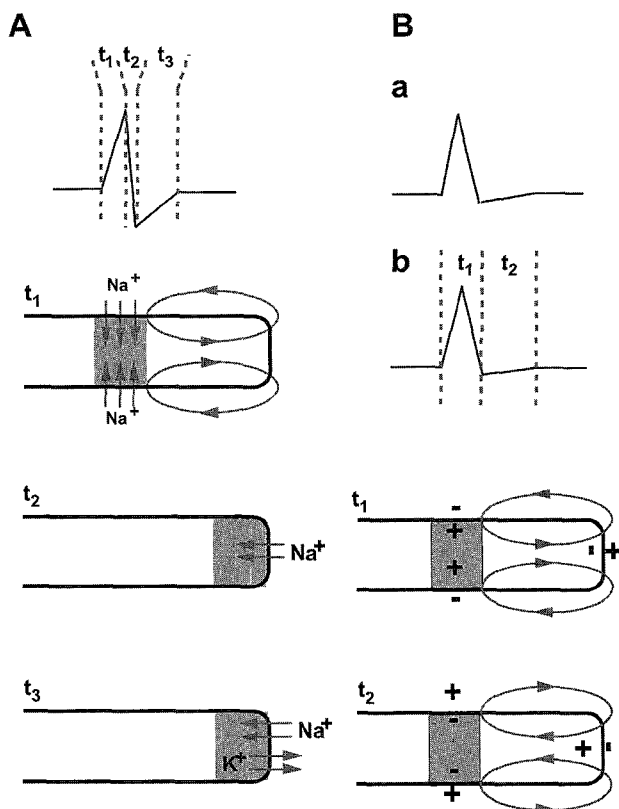 A
t1 t2 t3
t1
Na+
Na+
t2
Na+
t3
Na+
K+
B
a
b
t1 t2
t1
-
+
- +
+
-
t2
+
-
+ -
-
+